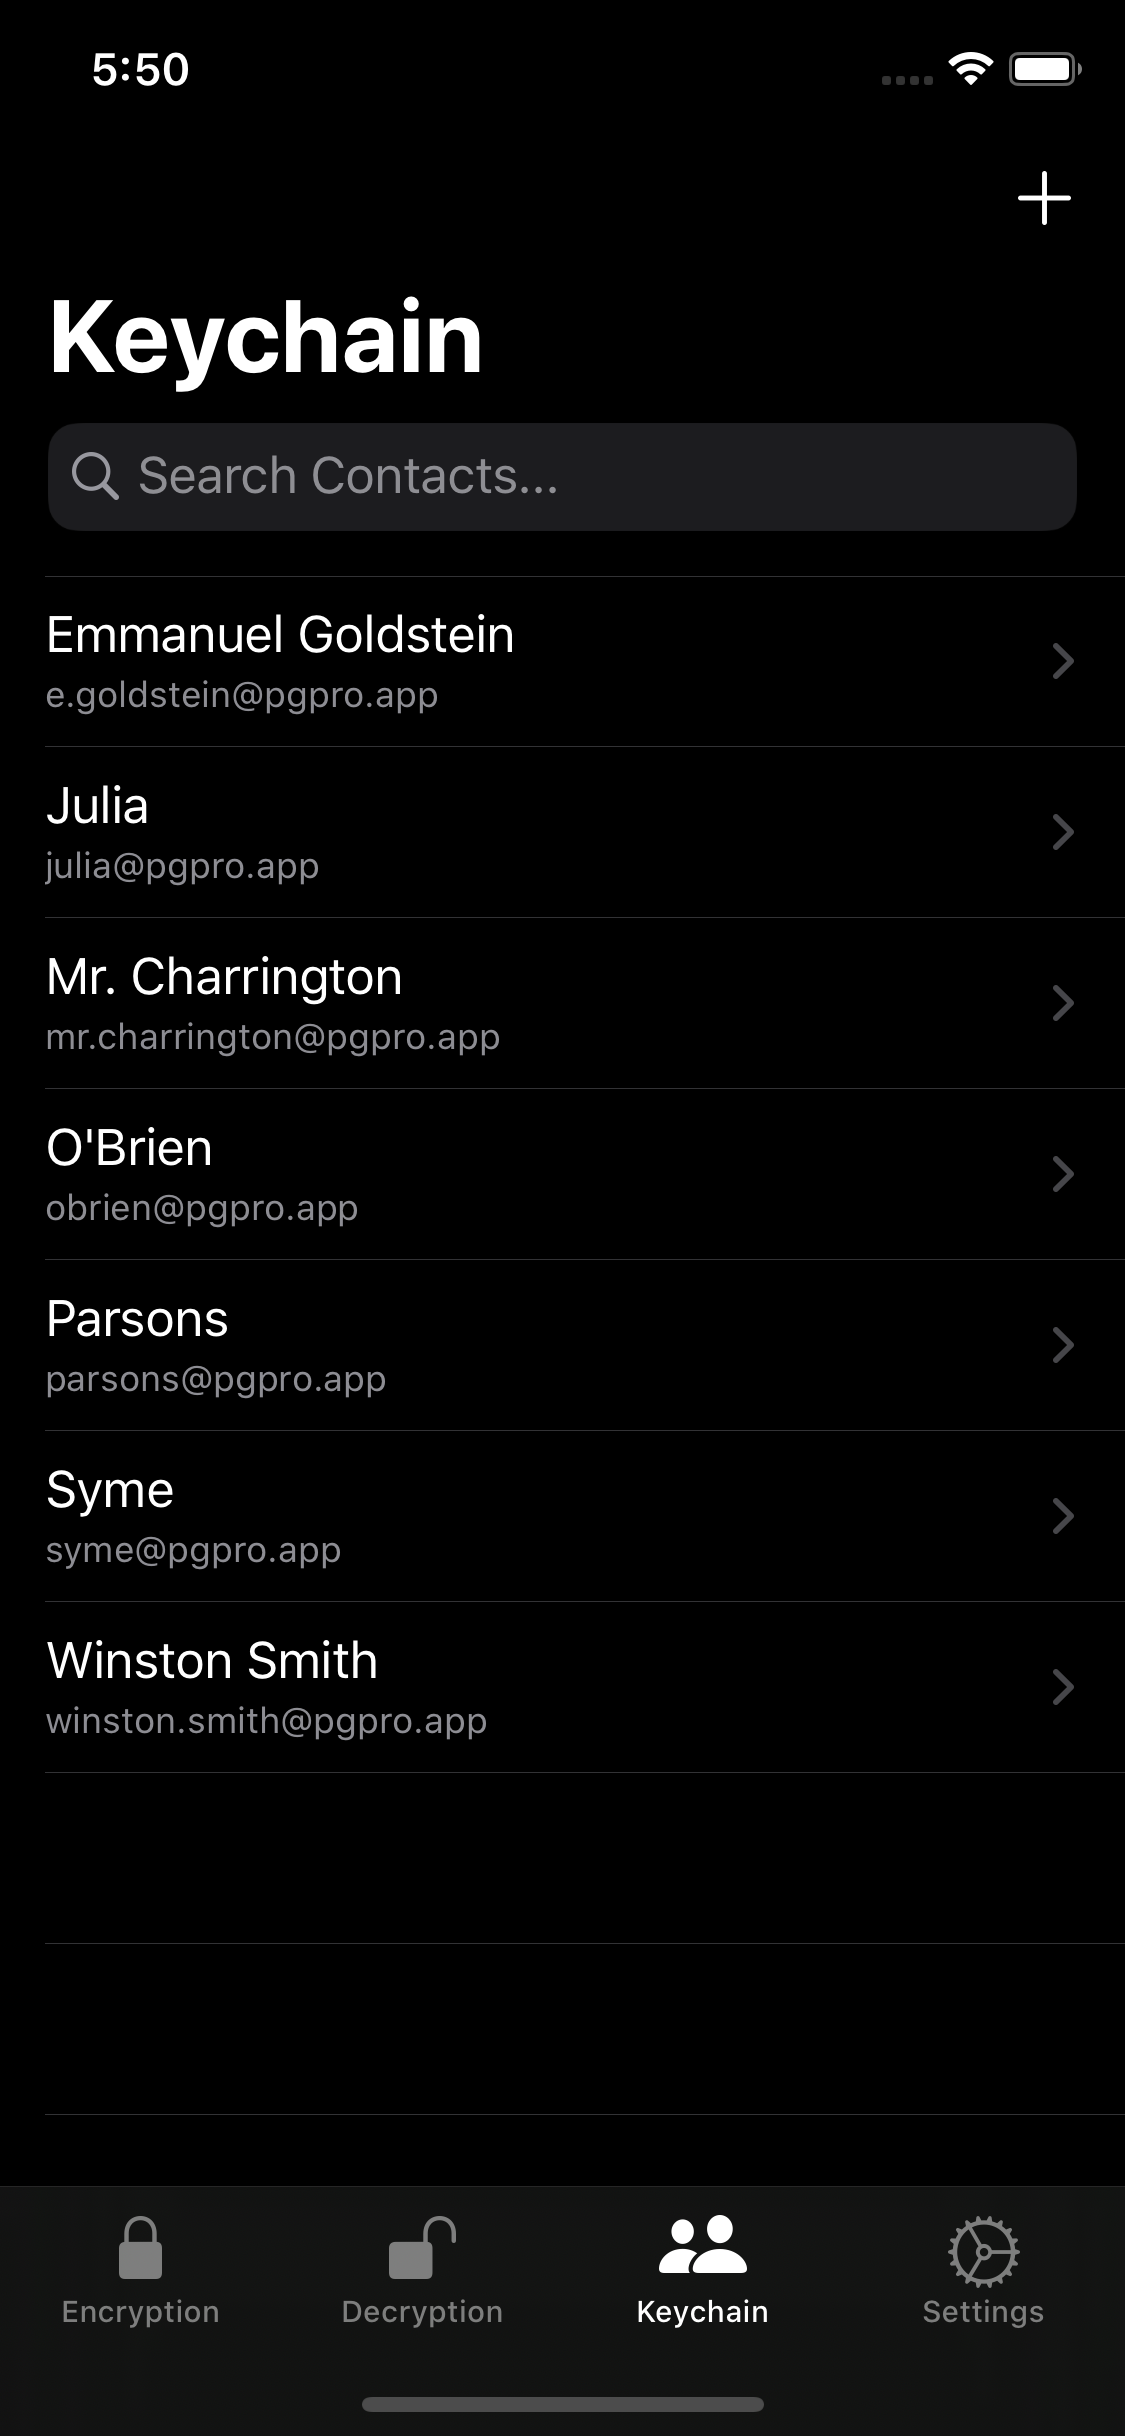 5:50
Keychain
Search Contacts...
Emmanuel Goldstein
e.goldstein@pgpro.app
Julia
julia@pgpro.app
Mr. Charrington
mr.charrington@pgpro.app
O'Brien
obrien@pgpro.app
Parsons
parsons@pgpro.app
Syme
syme@pgpro.app
Winston Smith
winston.smith@pgpro.app
Encryption Decryption Keychain Settings